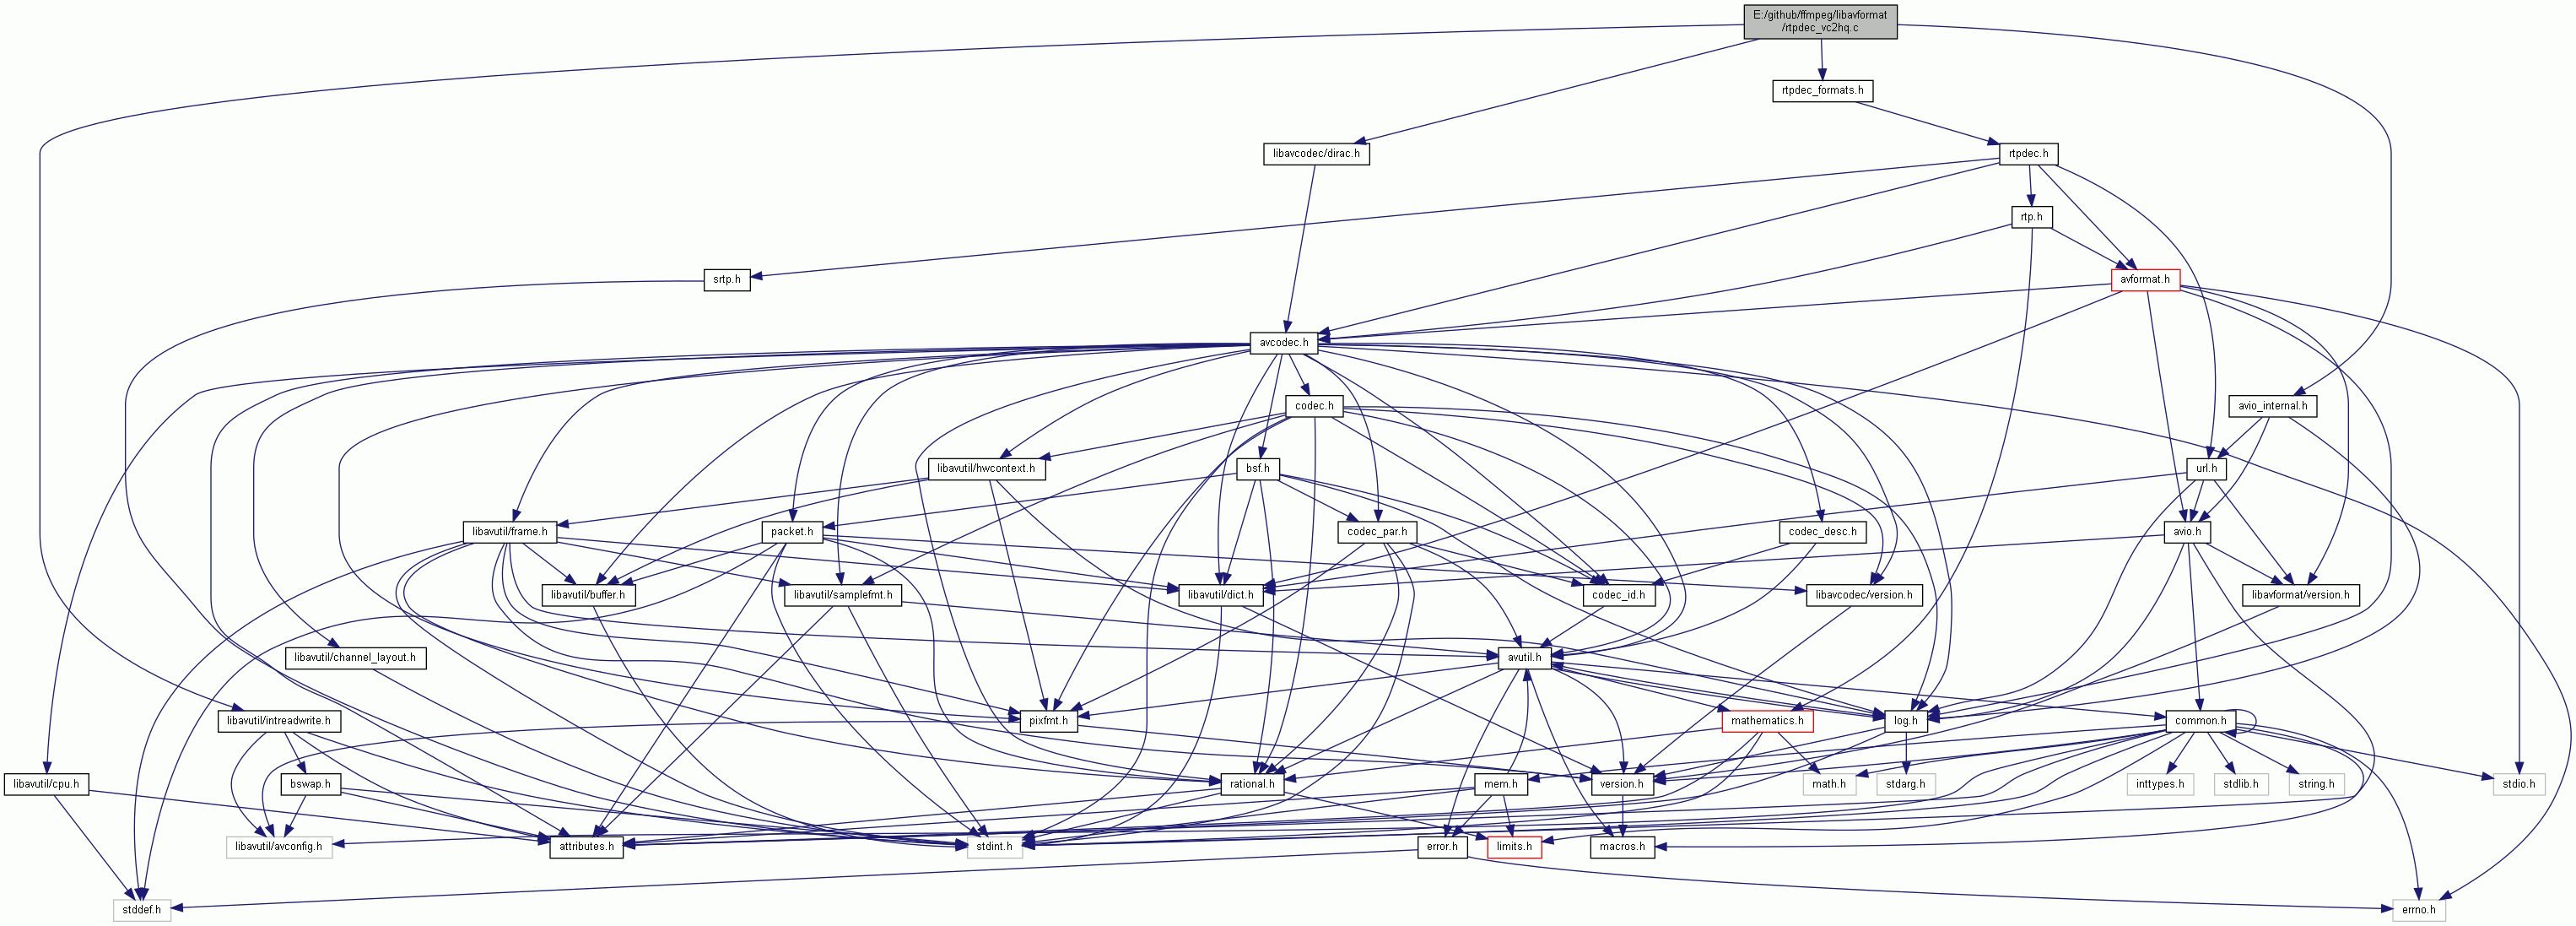 E:/github/ffmpeg/libavformat
/rtpdec_vc2hq.c
rtpdec_formats.h
libavcodec/dirac.h
rtpdec.h
rtp.h
srtp.h
avformat.h
avcodec.h
codec.h
avio_internal.h
libavutil/hwcontext.h
bsf.h
url.h
libavutil/frame.h
packet.h
codec_par.h
codec_desc.h
avio.h
libavutil/buffer.h
libavutil/samplefmt.h
libavutil/dict.h
codec_id.h
libavcodec/version.h
libavformat/version.h
libavutil/channel_layout.h
avutil.h
libavutil/intreadwrite.h
pixfmt.h
mathematics.h
log.h
common.h
libavutil/cpu.h
bswap.h
rational.h
mem.h
version.h
math.h
stdarg.h
inttypes.h
stdlib.h
string.h
stdio.h
libavutil/avconfig.h
attributes.h
stdint.h
error.h
limits.h
macros.h
stddef.h
errno.h